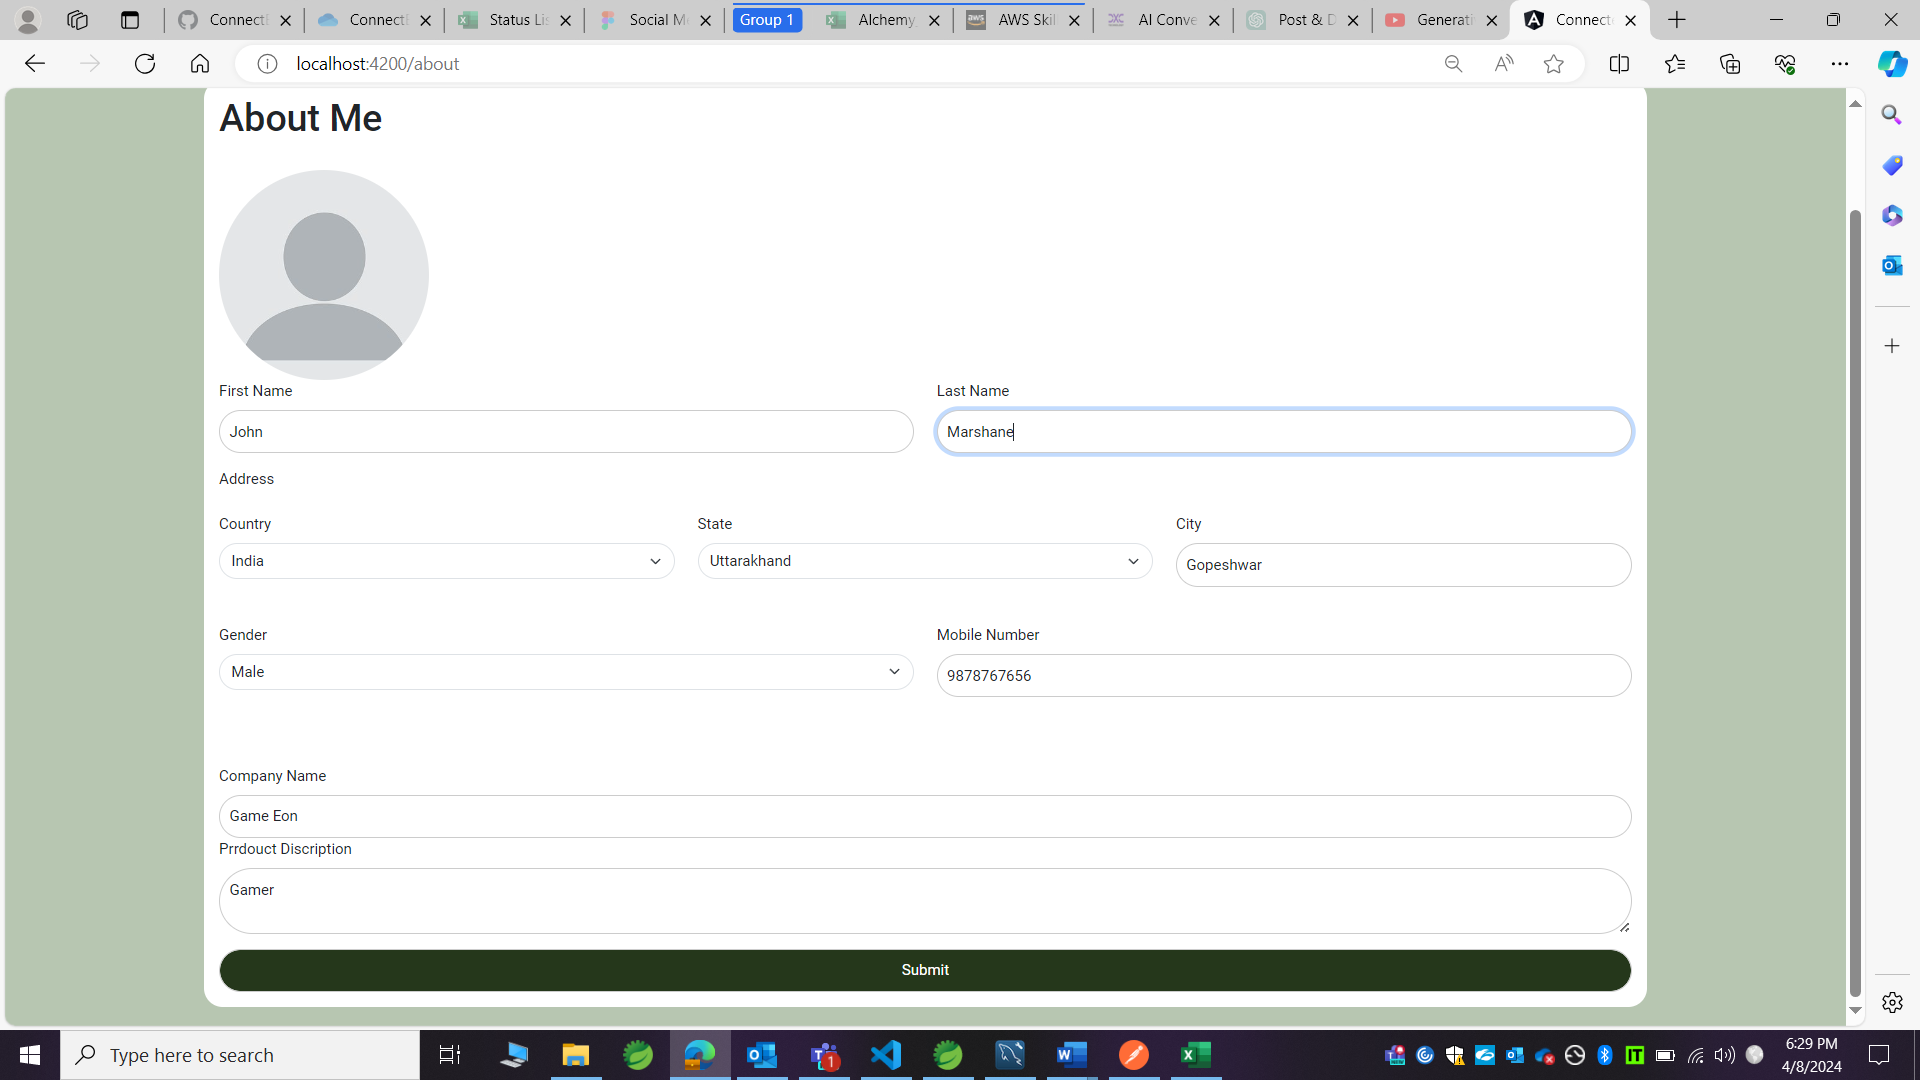 Connect
Connect
Status Lis
Social M
Group 1
Alchemy
AWS Skil
AI Conve
Post & D
Generati
Connect
localhost:4200/about
About Me
First Name
Last Name
John
Marshane
Address
Country
State
City
India
Uttarakhand
Gopeshwar
Gender
Mobile Number
Male
9878767656
Company Name
Game Eon
Prrdouct Discription
Gamer
Submit
Type here to search
6:29 PM
4/8/2024